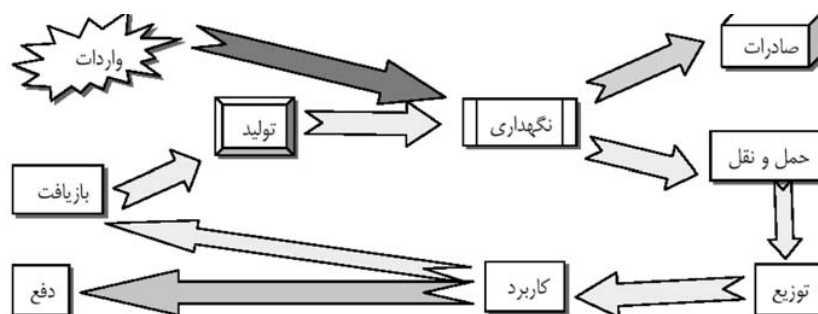 واردات
صادرات
تولید
نگهداری
حمل و نقل
بازیافت
توزیع
کاربرد
دفع